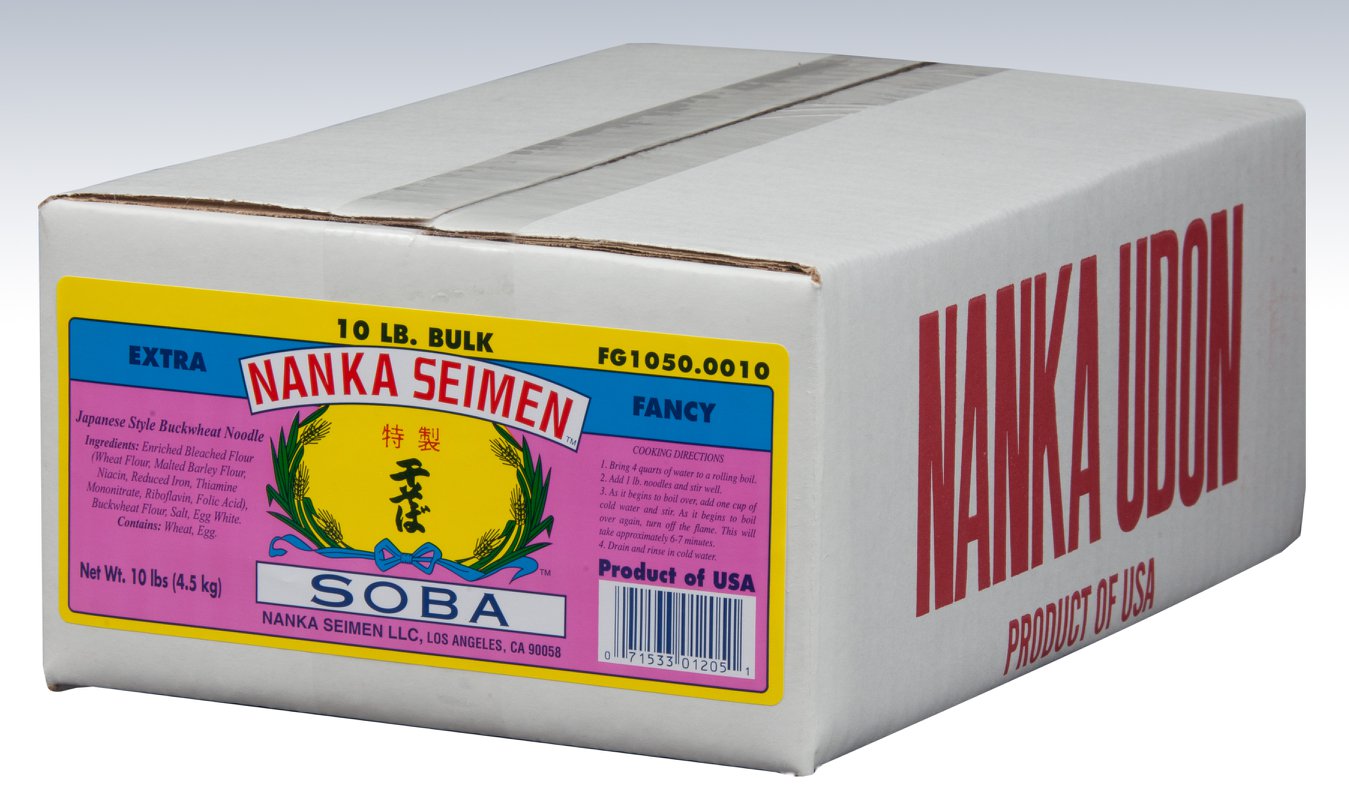 10 LB. BULK
FG1050.0010
EXTRA
NANKA SEIMEN™
FANCY
Japanese Style Buckwheat Noodle
Ingredients: Enriched Bleached Flour
(Wheat Flour, Malted Barley Flour,
Niacin, Reduced Iron, Thiamine
Mononitrate, Riboflavin, Folic Acid),
Buckwheat Flour, Salt, Egg White.
Contains: Wheat, Egg.
Net Wt. 10 lbs (4.5 kg)
特製
干そば
™
SOBA
NANKA SEIMEN LLC, LOS ANGELES, CA 90058
COOKING DIRECTIONS
1. Bring 4 quarts of water to a rolling boil.
2. Add 1 lb. noodles and stir well.
3. As it begins to boil over, add one cup of
cold water and stir. As it begins to boil
over again, turn off the flame. This will
take approximately 6-7 minutes.
4. Drain and rinse in cold water.
Product of USA
0 71533 01205 1
NANKA UDON
PRODUCT OF USA